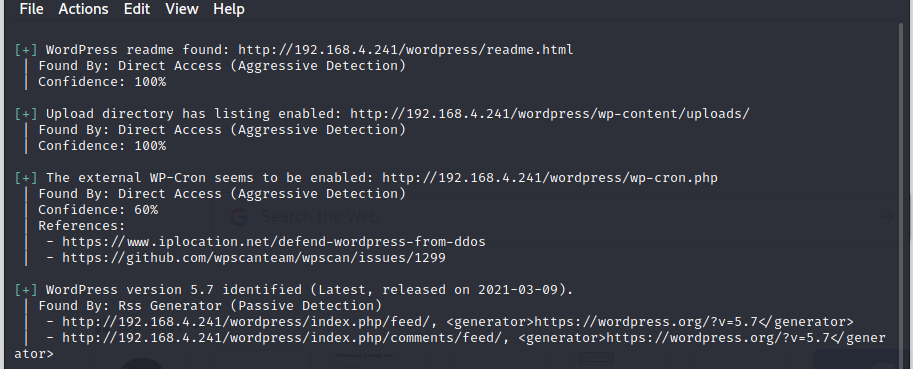 File Actions Edit View Help
[+] WordPress readme found: http://192.168.4.241/wordpress/readme.html
| Found By: Direct Access (Aggressive Detection)
| Confidence: 100%
[+] Upload directory has listing enabled: http://192.168.4.241/wordpress/wp-content/uploads/
| Found By: Direct Access (Aggressive Detection)
| Confidence: 100%
[+] The external WP-Cron seems to be enabled: http://192.168.4.241/wordpress/wp-cron.php
| Found By: Direct Access (Aggressive Detection)
| Confidence: 60%
Search the Web
| References:
| - https://www.iplocation.net/defend-wordpress-from-ddos
| - https://github.com/wpscanteam/wpscan/issues/1299
[+] WordPress version 5.7 identified (Latest, released on 2021-03-09).
| Found By: Rss Generator (Passive Detection)
| - http://192.168.4.241/wordpress/index.php/feed/, <generator>https://wordpress.org/?v=5.7</generator>
| - http://192.168.4.241/wordpress/index.php/comments/feed/, <generator>https://wordpress.org/?v=5.7</gener
ator>